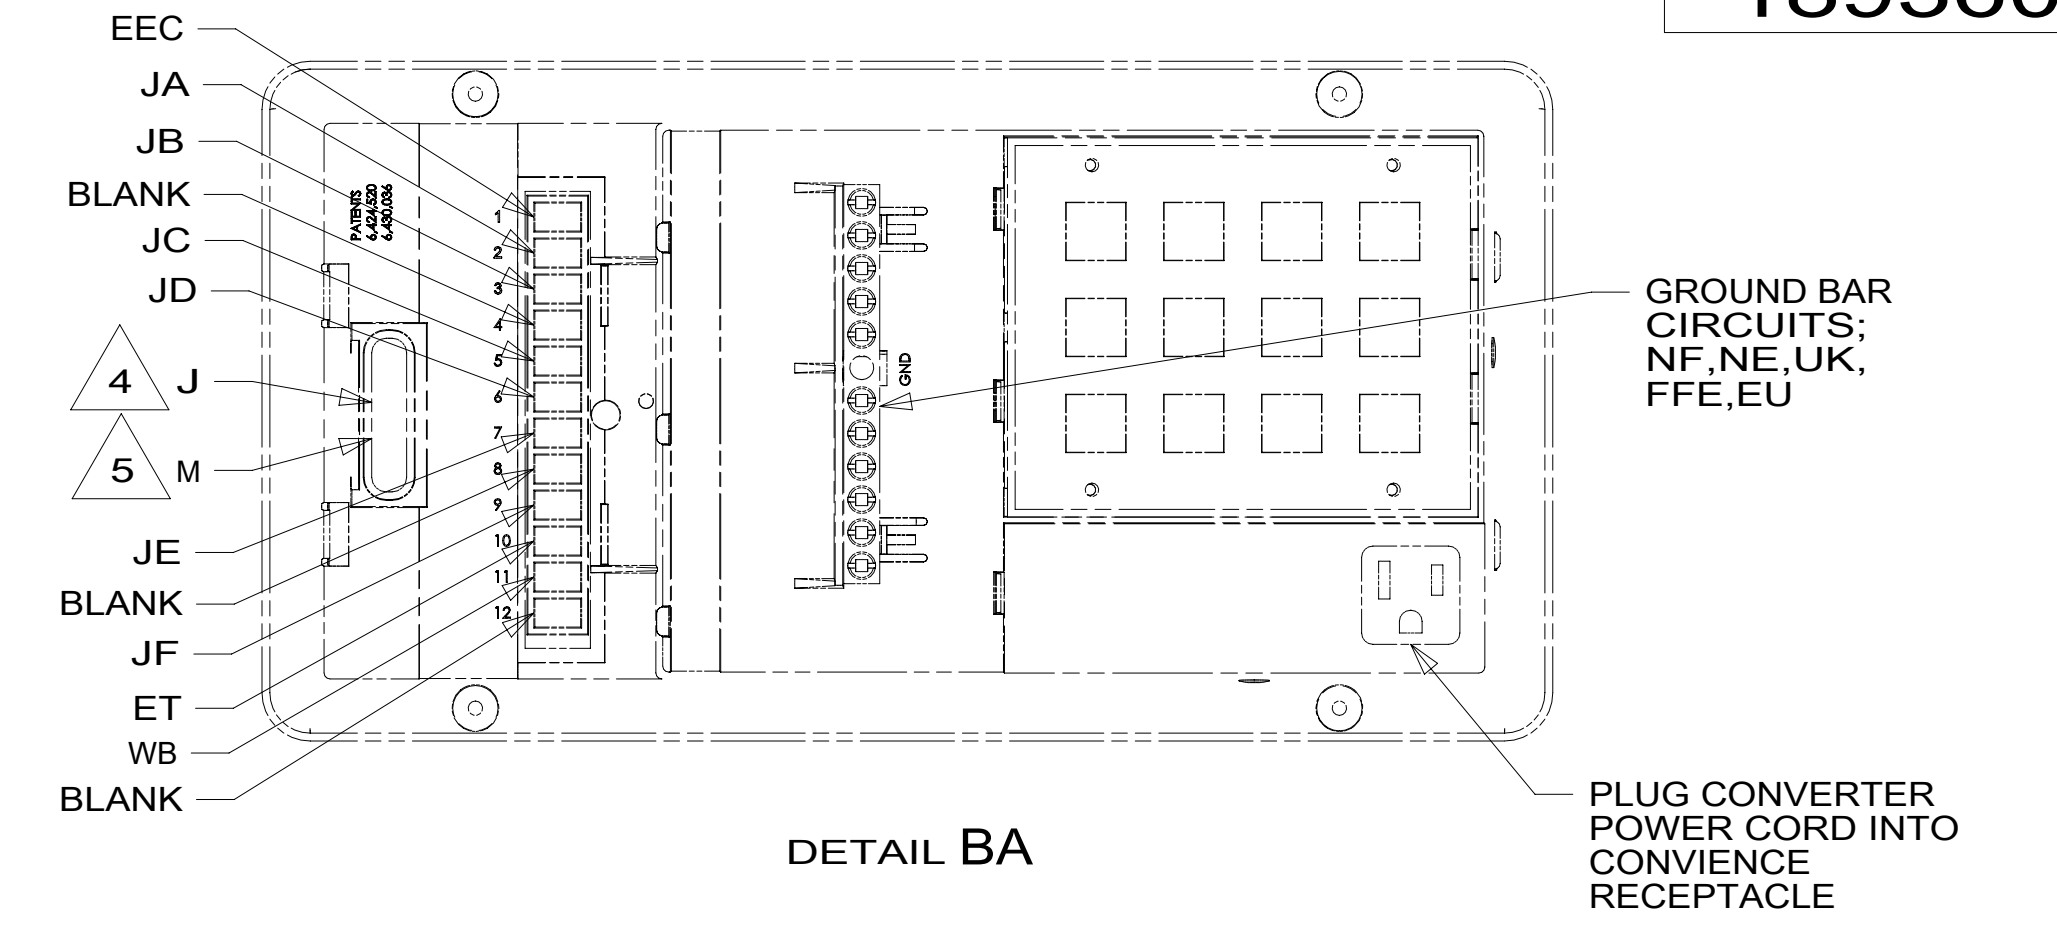 EEC
JA
JB
BLANK
JC
JD
4 J
5 M
JE
BLANK
JF
ET
WB
BLANK
PATENTS
6,424,520
6,430,036
1
2
3
4
5
6
7
8
9
10
11
12
GND
GROUND BAR
CIRCUITS;
NF,NE,UK,
FFE,EU
PLUG CONVERTER
POWER CORD INTO
CONVIENCE
RECEPTACLE
DETAIL BA